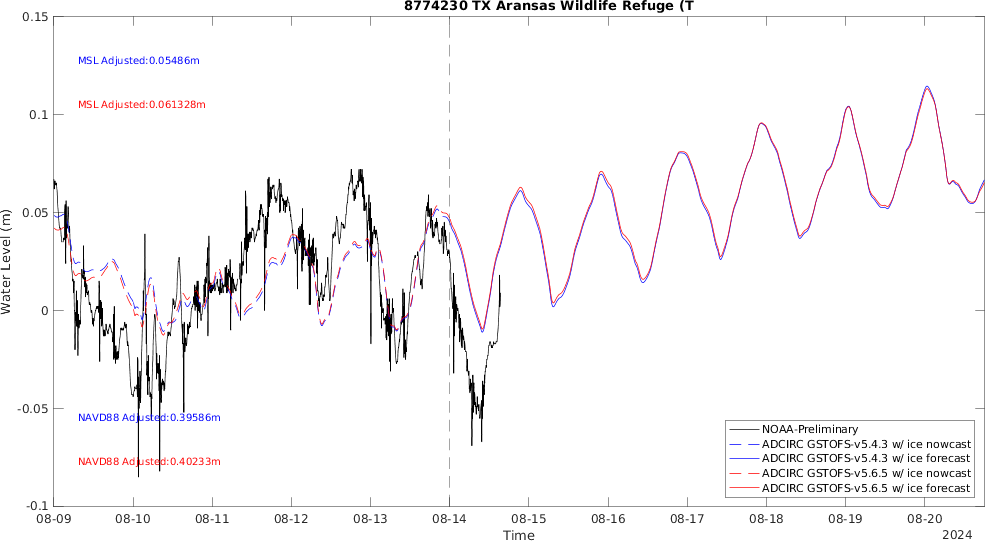 8774230 TX Aransas Wildlife Refuge (T
0.15
MSL Adjusted:0.05486m
0.1
MSL Adjusted:0.061328m
Water Level (m)
0.05
0
-0.05
NAVD88 Adjusted:0.39586m
NAVD88 Adjusted:0.40233m
-0.1
NOAA-Preliminary
ADCIRC GSTOFS-v5.4.3 w/ ice nowcast
ADCIRC GSTOFS-v5.4.3 w/ ice forecast
ADCIRC GSTOFS-v5.6.5 w/ ice nowcast
ADCIRC GSTOFS-v5.6.5 w/ ice forecast
08-09 08-10 08-11 08-12 08-13 08-14 08-15 08-16 08-17 08-18 08-19 08-20
Time
2024